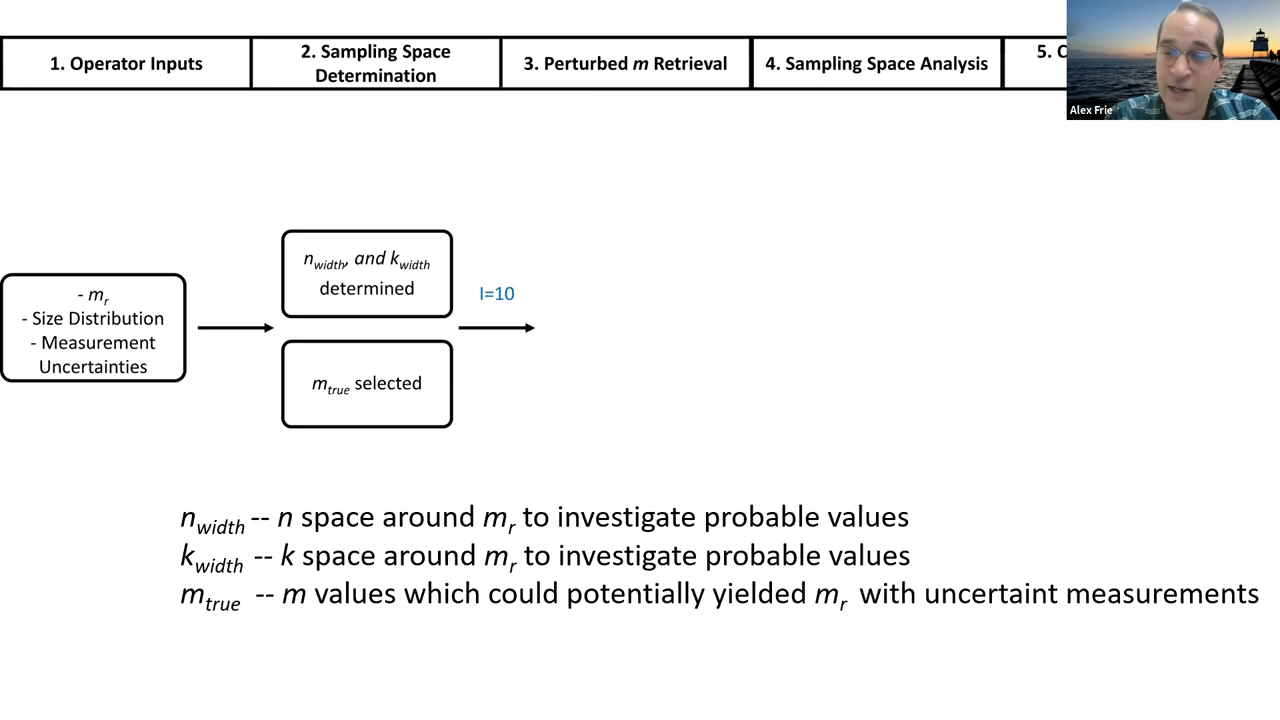 1. Operator Inputs
2. Sampling Space
Determination
3. Perturbed m Retrieval
4. Sampling Space Analysis
5. C
Alex Frie
n_width, and k_width
determined
I=10
- m_r
- Size Distribution
- Measurement
Uncertainties
m_true selected
n_width -- n space around m_r to investigate probable values
k_width -- k space around m_r to investigate probable values
m_true -- m values which could potentially yielded m_r with uncertaint measurements